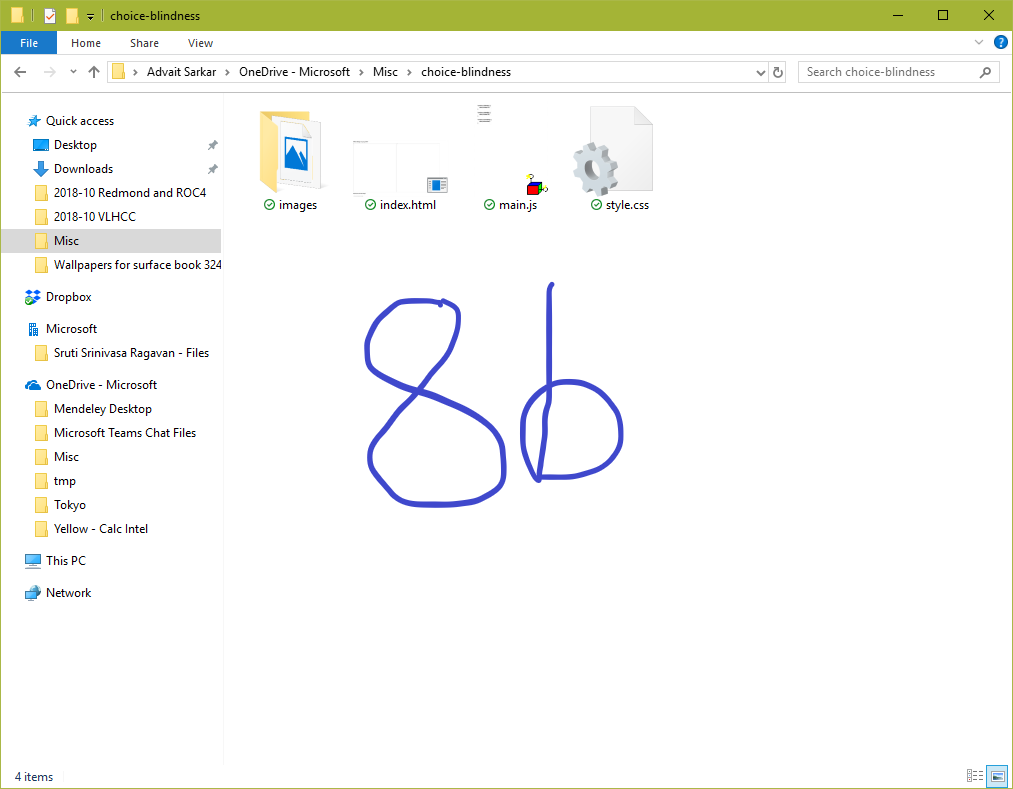 choice-blindness
File Home Share View
Advait Sarkar OneDrive - Microsoft Misc choice-blindness
Search choice-blindness
Quick access
Desktop
Downloads
2018-10 Redmond and ROC4
2018-10 VLHCC
Misc
Wallpapers for surface book 324
Dropbox
Microsoft
Sruti Srinivasa Ragavan - Files
OneDrive - Microsoft
Mendeley Desktop
Microsoft Teams Chat Files
Misc
tmp
Tokyo
Yellow - Calc Intel
This PC
Network
images index.html main.js style.css
8b
4 items